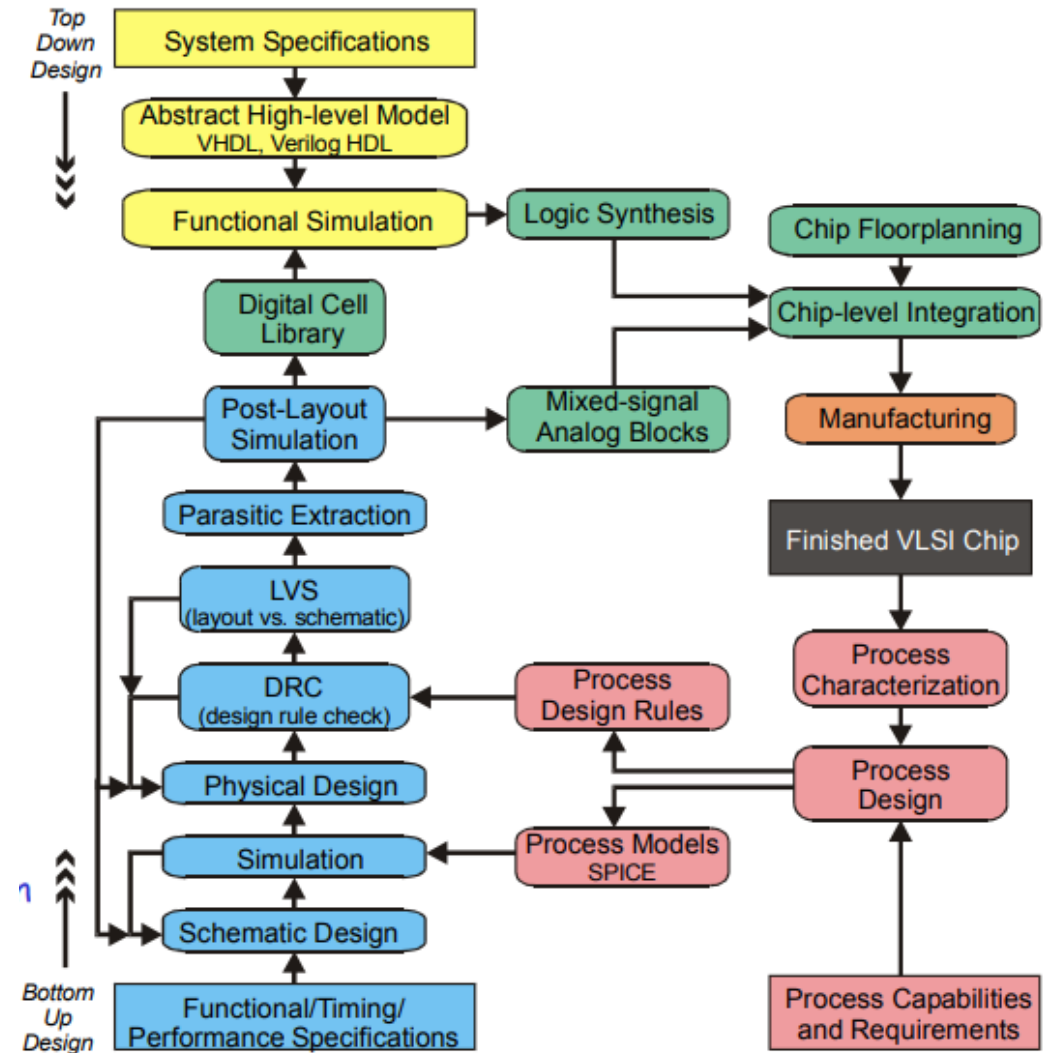 Top
Down
Design
System Specifications
Abstract High-level Model
VHDL, Verilog HDL
Functional Simulation
Logic Synthesis
Chip Floorplanning
Digital Cell
Library
Chip-level Integration
Post-Layout
Simulation
Mixed-signal
Analog Blocks
Manufacturing
Parasitic Extraction
Finished VLSI Chip
LVS
(layout vs. schematic)
Process
Characterization
DRC
(design rule check)
Process
Design Rules
Physical Design
Process
Design
Simulation
Process Models
SPICE
Schematic Design
Bottom
Up
Design
Functional/Timing/
Performance Specifications
Process Capabilities
and Requirements